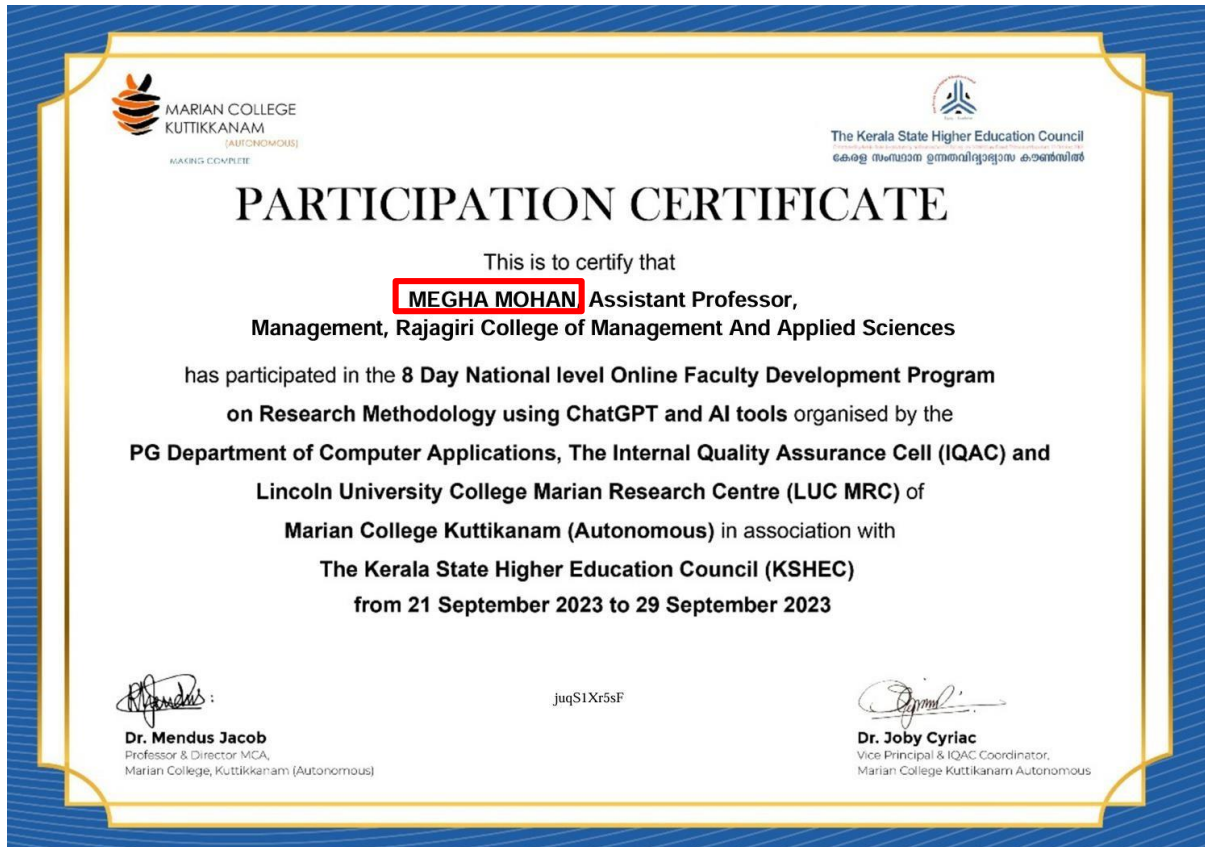 MARIAN COLLEGE
KUTTIKKANAM
(AUTONOMOUS)
MAKING COMPLETE
The Kerala State Higher Education Council
കേരള സംസ്ഥാന ഉന്നതവിദ്യാഭ്യാസ കൗൺസിൽ
PARTICIPATION CERTIFICATE
This is to certify that
MEGHA MOHAN, Assistant Professor,
Management, Rajagiri College of Management And Applied Sciences
has participated in the 8 Day National level Online Faculty Development Program
on Research Methodology using ChatGPT and AI tools organised by the
PG Department of Computer Applications, The Internal Quality Assurance Cell (IQAC) and
Lincoln University College Marian Research Centre (LUC MRC) of
Marian College Kuttikanam (Autonomous) in association with
The Kerala State Higher Education Council (KSHEC)
from 21 September 2023 to 29 September 2023
juqS1Xr5sF
Dr. Mendus Jacob
Professor & Director MCA,
Marian College, Kuttikkanam (Autonomous)
Dr. Joby Cyriac
Vice Principal & IQAC Coordinator,
Marian College Kuttikanam Autonomous